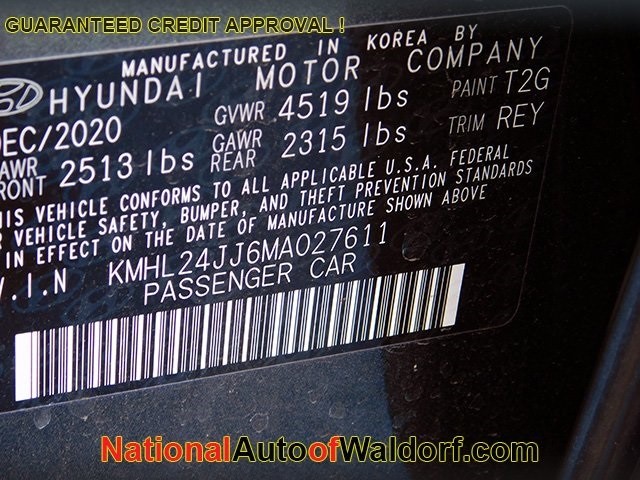 GUARANTEED CREDIT APPROVAL !
MANUFACTURED IN KOREA BY
HYUNDAI MOTOR COMPANY
DEC/2020 GVWR 4519 lbs PAINT T2G
GAWR FRONT 2513 lbs GAWR REAR 2315 lbs TRIM REY
THIS VEHICLE CONFORMS TO ALL APPLICABLE U.S.A. FEDERAL
MOTOR VEHICLE SAFETY, BUMPER, AND THEFT PREVENTION STANDARDS
IN EFFECT ON THE DATE OF MANUFACTURE SHOWN ABOVE
V.I.N KMHL24JJ6MA027611
PASSENGER CAR
NationalAutoofWaldorf.com